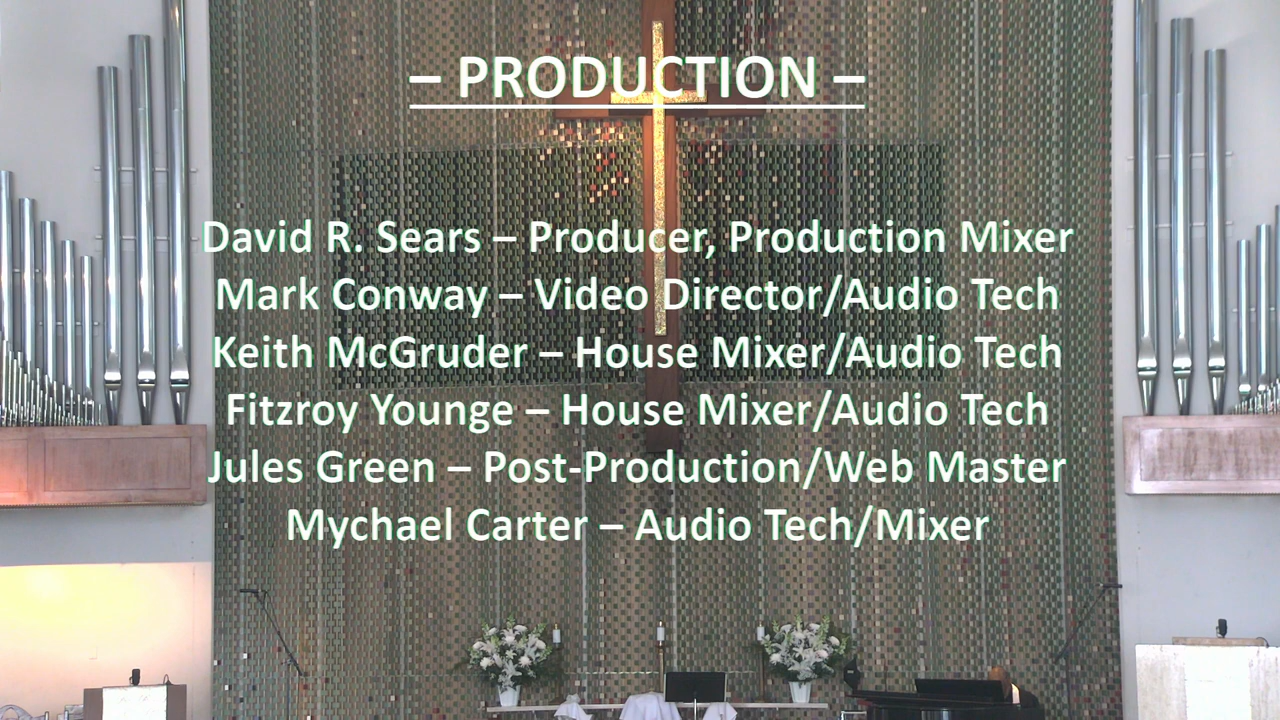 – PRODUCTION –
David R. Sears – Producer, Production Mixer
Mark Conway – Video Director/Audio Tech
Keith McGruder – House Mixer/Audio Tech
Fitzroy Younge – House Mixer/Audio Tech
Jules Green – Post-Production/Web Master
Mychael Carter – Audio Tech/Mixer